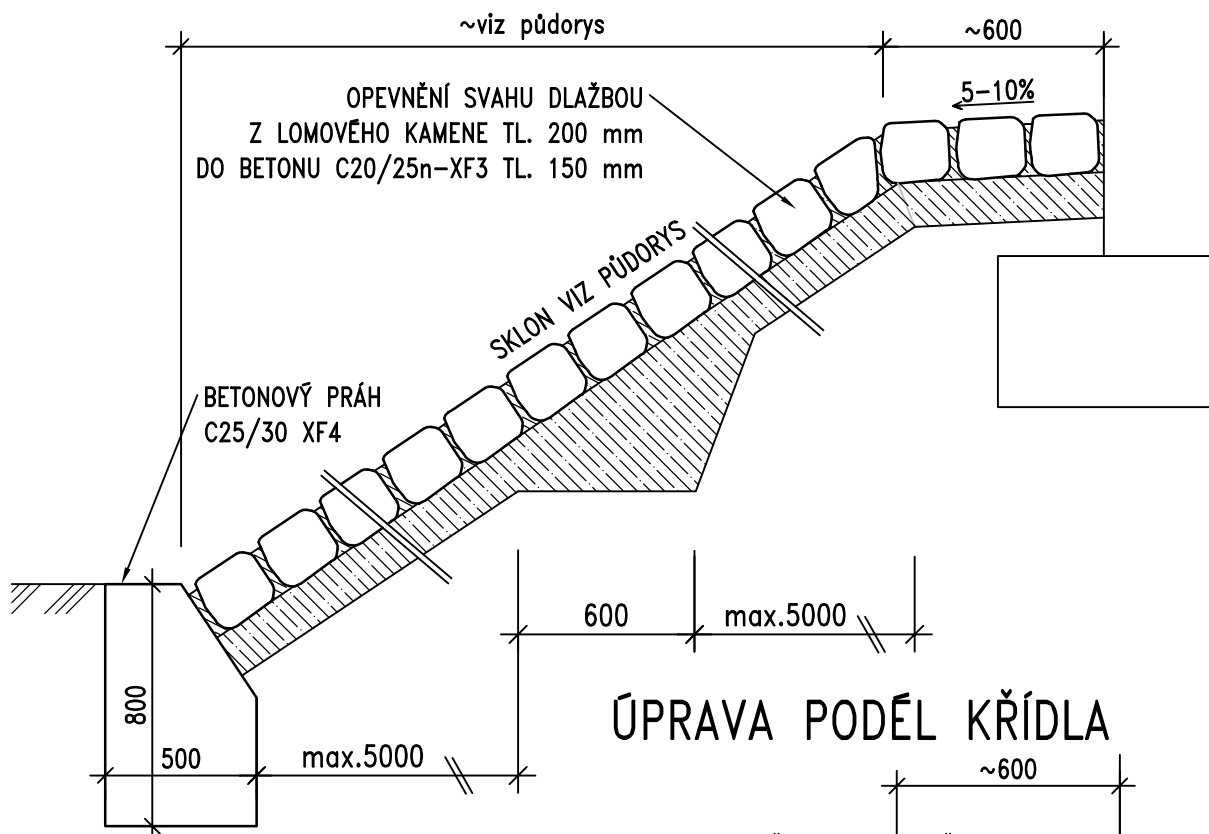 ~viz půdorys
~600
OPEVNĚNÍ SVAHU DLAŽBOU
Z LOMOVÉHO KAMENE TL. 200 mm
DO BETONU C20/25n-XF3 TL. 150 mm
5-10%
SKLON VIZ PŮDORYS
BETONOVÝ PRÁH
C25/30 XF4
600
max.5000
800
500
max.5000
ÚPRAVA PODÉL KŘÍDLA
~600